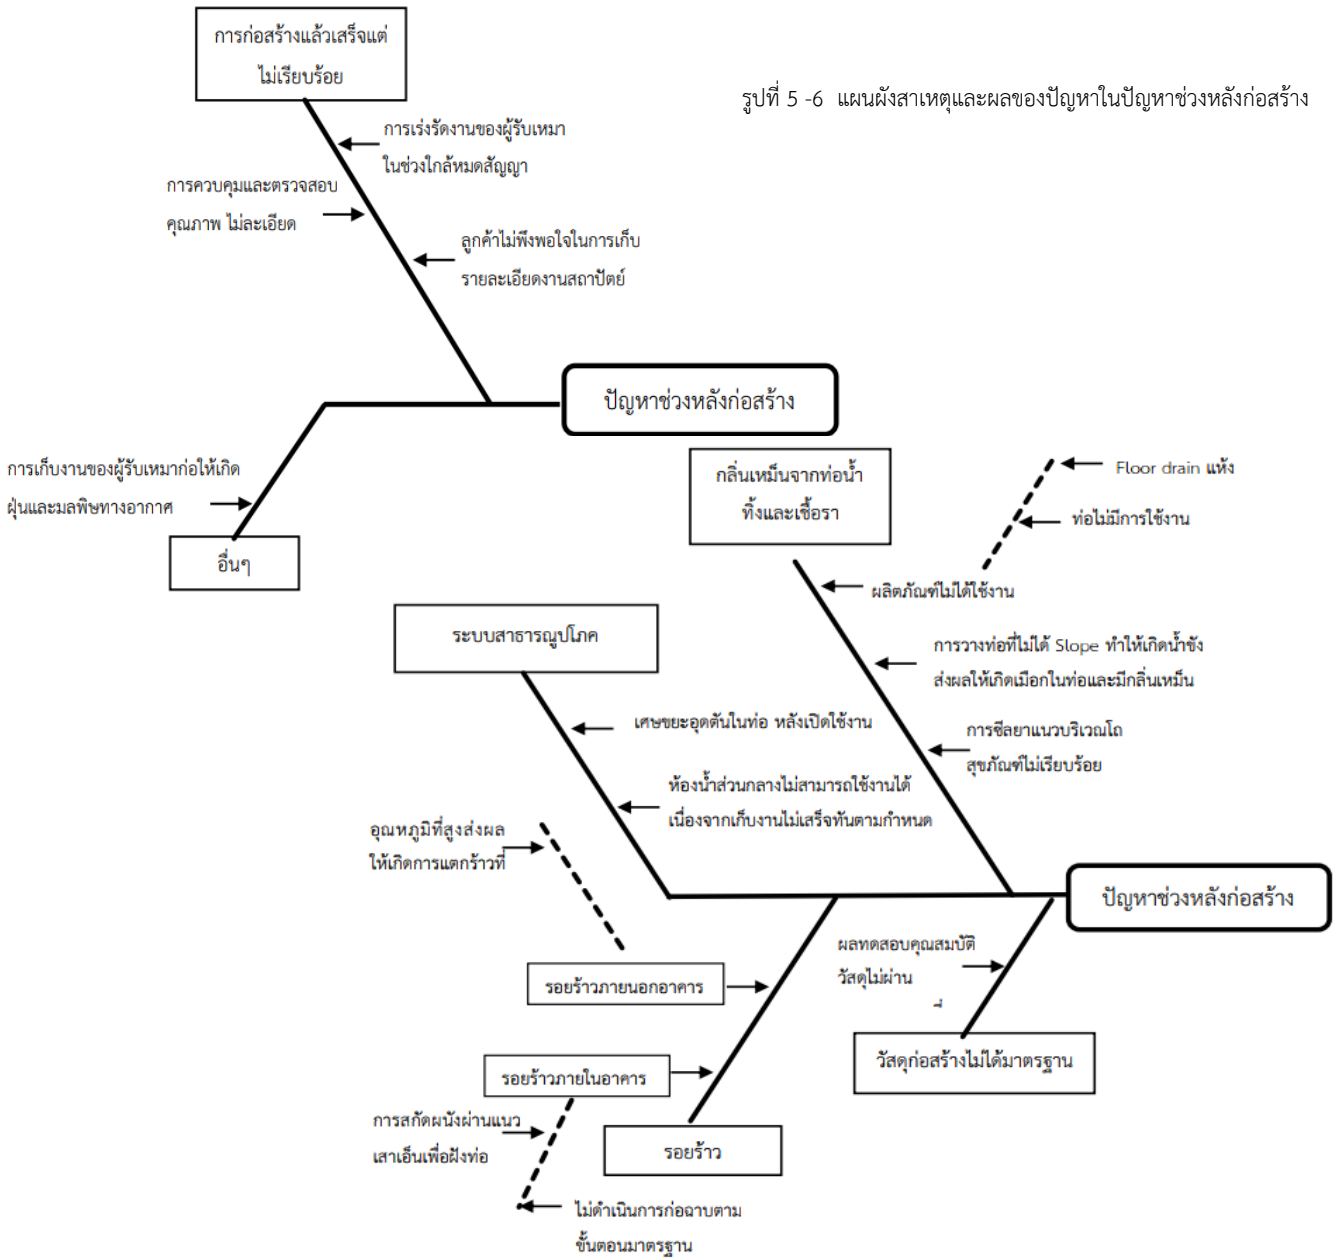 การก่อสร้างแล้วเสร็จแต่
ไม่เรียบร้อย
รูปที่ 5 -6 แผนผังสาเหตุและผลของปัญหาในปัญหาช่วงหลังก่อสร้าง
การเร่งรัดงานของผู้รับเหมา
ในช่วงใกล้หมดสัญญา
การควบคุมและตรวจสอบ
คุณภาพ ไม่ละเอียด
ลูกค้าไม่พึงพอใจในการเก็บ
รายละเอียดงานสถาปัตย์
ปัญหาช่วงหลังก่อสร้าง
การเก็บงานของผู้รับเหมาก่อให้เกิด
ฝุ่นและมลพิษทางอากาศ
อื่นๆ
กลิ่นเหม็นจากท่อน้ำ
ทิ้งและเชื้อรา
Floor drain แห้ง
ท่อไม่มีการใช้งาน
ผลิตภัณฑ์ไม่ได้ใช้งาน
ระบบสาธารณูปโภค
การวางท่อที่ไม่ได้ Slope ทำให้เกิดน้ำขัง
ส่งผลให้เกิดเมือกในท่อและมีกลิ่นเหม็น
เศษขยะอุดตันในท่อ หลังเปิดใช้งาน
การซีลยาแนวบริเวณโถ
สุขภัณฑ์ไม่เรียบร้อย
ห้องน้ำส่วนกลางไม่สามารถใช้งานได้
เนื่องจากเก็บงานไม่เสร็จทันตามกำหนด
อุณหภูมิที่สูงส่งผล
ให้เกิดการแตกร้าวที่
ปัญหาช่วงหลังก่อสร้าง
ผลทดสอบคุณสมบัติ
วัสดุไม่ผ่าน
รอยร้าวภายนอกอาคาร
วัสดุก่อสร้างไม่ได้มาตรฐาน
รอยร้าวภายในอาคาร
การสกัดผนังผ่านแนว
เสาเอ็นเพื่อฝังท่อ
รอยร้าว
ไม่ดำเนินการก่อฉาบตาม
ขั้นตอนมาตรฐาน